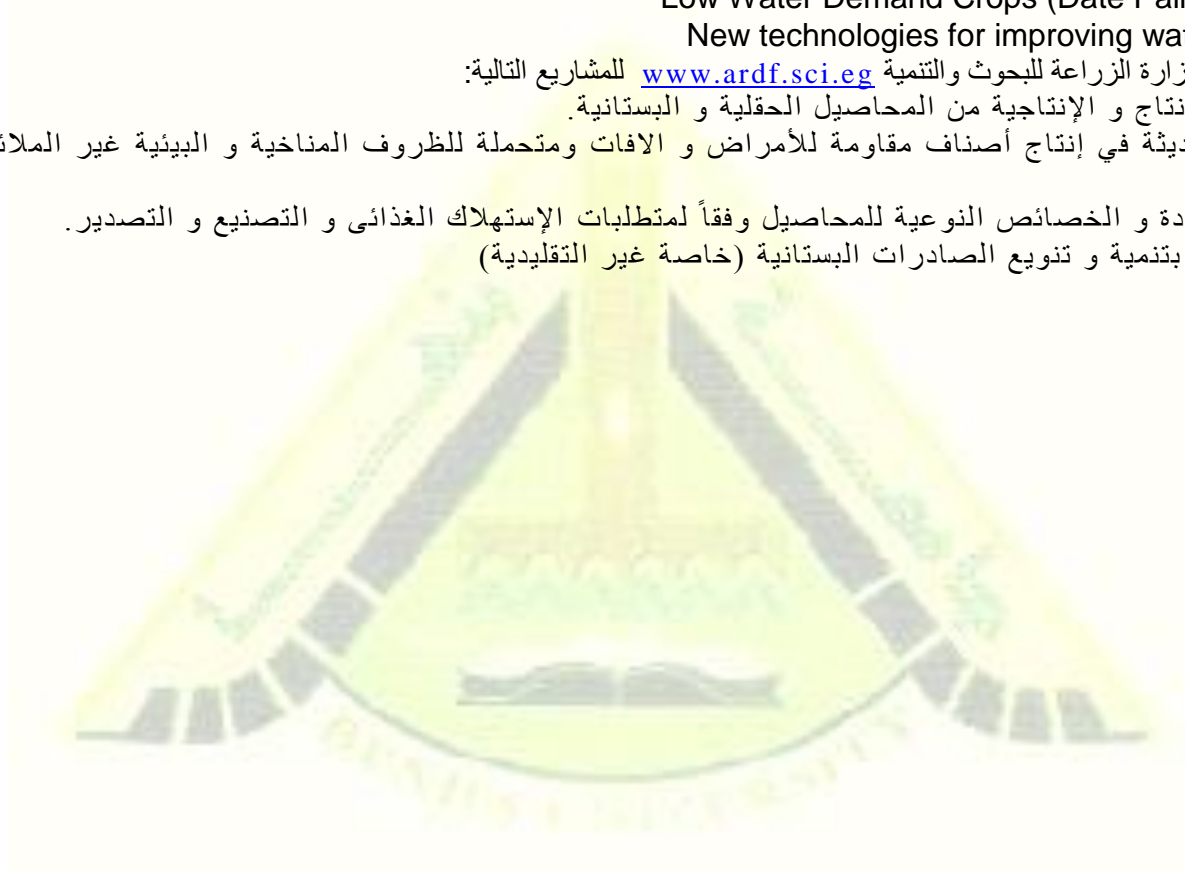 Low Water Demand Crops (Date Pal
New technologies for improving wa
زارة الزراعة للبحوث والتنمية www.ardf.sci.eg للمشاريع التالية:
نتاج و الإنتاجية من المحاصيل الحقلية و البستانية.
ديثة في إنتاج أصناف مقاومة للأمراض و الافات ومتحملة للظروف المناخية و البيئية غير الملائ
دة و الخصائص النوعية للمحاصيل وفقاً لمتطلبات الإستهلاك الغذائى و التصنيع و التصدير.
بتنمية و تنويع الصادرات البستانية (خاصة غير التقليدية)